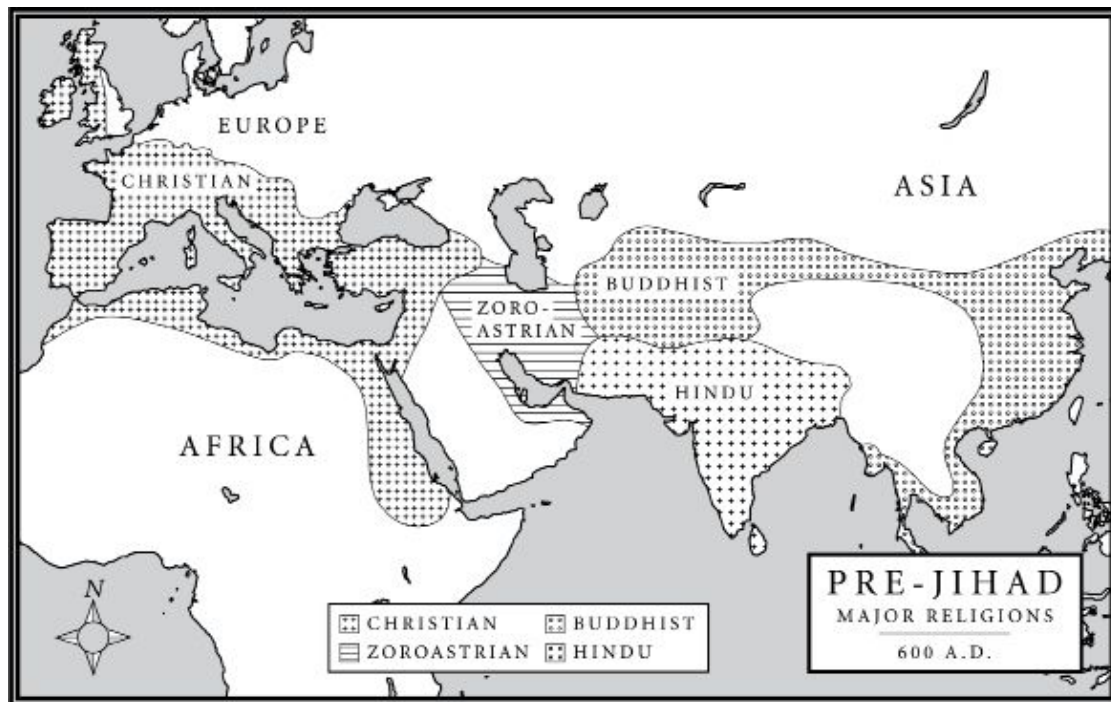 EUROPE
CHRISTIAN
ASIA
BUDDHIST
ZORO-
ASTRIAN
HINDU
AFRICA
N
CHRISTIAN
BUDDHIST
ZOROASTRIAN
HINDU
PRE-JIHAD
MAJOR RELIGIONS
600 A.D.